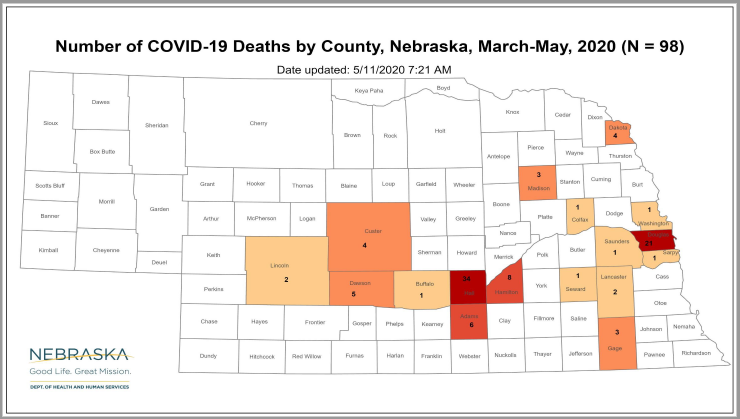 Number of COVID-19 Deaths by County, Nebraska, March-May, 2020 (N = 98)
Date updated: 5/11/2020 7:21 AM
Keya Paha
Boyd
Dawes
Sioux
Sheridan
Cherry
Brown
Rock
Holt
Knox
Cedar
Dixon
Dakota
4
Box Butte
Antelope
Pierce
Wayne
Thurston
Scotts Bluff
Morrill
Garden
Grant
Hooker
Thomas
Blaine
Loup
Garfield
Wheeler
3
Madison
Stanton
Cuming
Burt
Banner
Arthur
McPherson
Logan
Custer
4
Valley
Greeley
Boone
Platte
1
Colfax
Dodge
1
Washington
Nance
Kimball
Cheyenne
Deuel
Keith
Lincoln
2
Sherman
Howard
Merrick
Polk
Butler
Saunders
1
Douglas
21
1
Sarpy
Perkins
Dawson
5
Buffalo
1
34
Hall
8
Hamilton
York
1
Seward
Lancaster
2
Cass
Otoe
Chase
Hayes
Frontier
Gosper
Phelps
Kearney
Adams
6
Clay
Fillmore
Saline
3
Gage
Johnson
Nemaha
Dundy
Hitchcock
Red Willow
Furnas
Harlan
Franklin
Webster
Nuckolls
Thayer
Jefferson
Pawnee
Richardson
NEBRASKA
Good Life. Great Mission.
DEPT. OF HEALTH AND HUMAN SERVICES